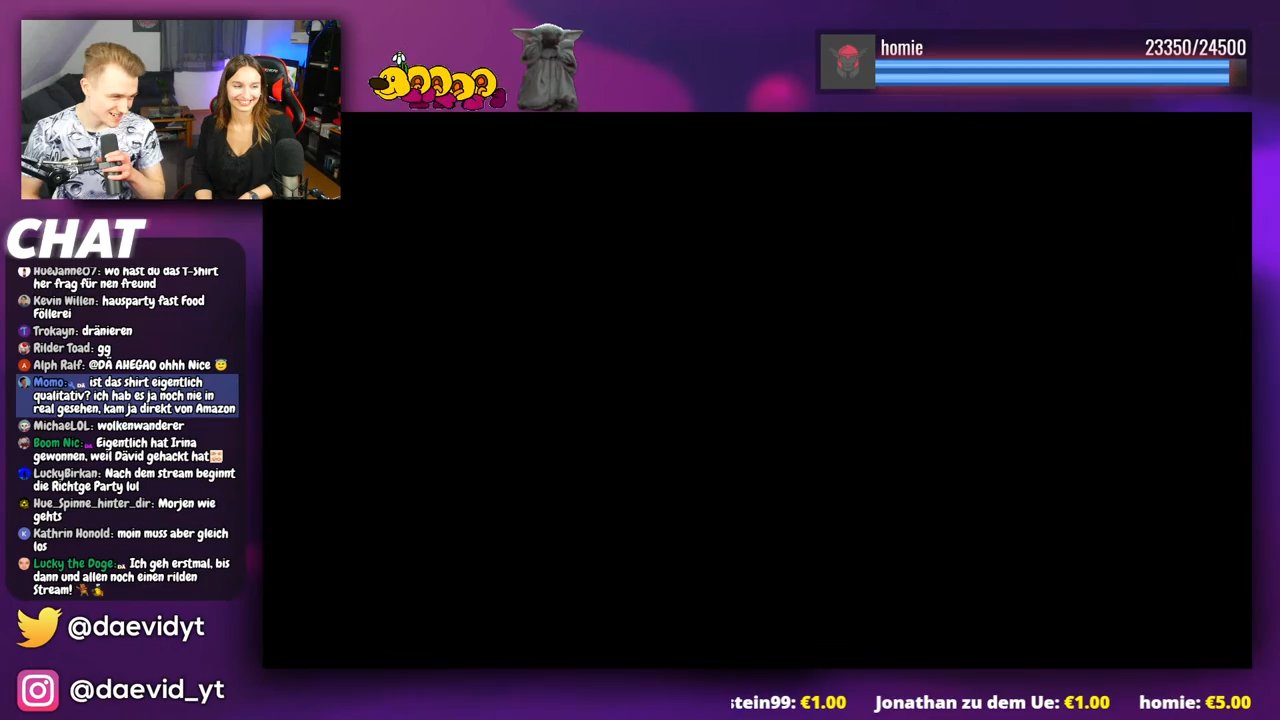 homie 23350/24500
CHAT
HueJanne07: wo hast du das T-Shirt
her frag für nen freund
Kevin Willen: hausparty fast Food
Föllerei
Trokayn: dränieren
Rilder Toad: gg
Alph Ralf: @DÄ AHEGAO ohhh Nice
Momo: ist das shirt eigentlich
qualitativ? ich hab es ja noch nie in
real gesehen, kam ja direkt von Amazon
MichaeLOL: wolkenwanderer
Boom Nic: Eigentlich hat Irina
gewonnen, weil Dävid gehackt hat
LuckyBirkan: Nach dem stream beginnt
die Richtge Party lul
Hue_Spinne_hinter_dir: Morjen wie
gehts
Kathrin Honold: moin muss aber gleich
los
Lucky the Doge: Ich geh erstmal, bis
dann und allen noch einen rilden
Stream!
@daevidyt
@daevid_yt
stein99: €1.00 Jonathan zu dem Ue: €1.00 homie: €5.00